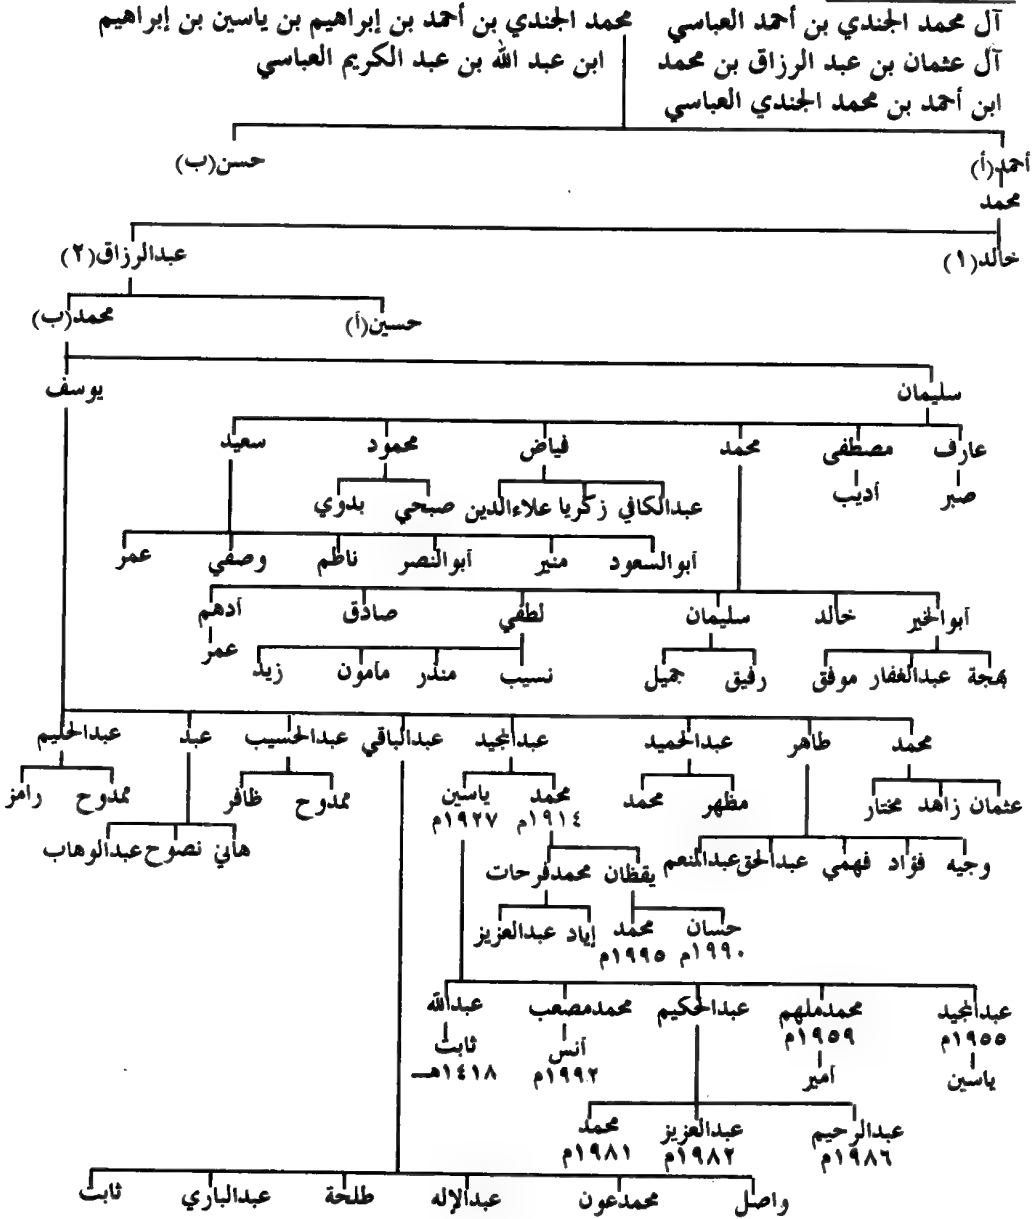 آل محمد الجندي بن أحمد العباسي
آل عثمان بن عبد الرزاق بن محمد
ابن أحمد بن محمد الجندي العباسي
محمد الجندي بن أحمد بن إبراهيم بن ياسين بن إبراهيم
ابن عبد الله بن عبد الكريم العباسي
أحمد(أ) حسن(ب)
محمد
خالد(١) عبدالرزاق(٢)
حسين(أ) محمد(ب)
سليمان يوسف
عارف مصطفى محمد فياض محمود سعيد
صبر أديب عبدالكافي زكريا علاءالدين صبحي بدوي
أبوالسعود منير أبوالنصر ناظم وصفي عمر
أبوالخير خالد سليمان لطفي صادق أدهم
عمر
بهجة عبدالغفار موفق رفيق جميل نسيب منذر مأمون زيد
محمد طاهر عبدالحميد عبدالمجيد عبدالباقي عبدالحسيب عبد عبدالحليم
عثمان زاهد مختار مظهر محمد محمد ياسين ممدوح ظافر ممدوح رامز
١٩١٤م ١٩٢٧م
وجيه فؤاد فهمي عبدالحق عبدالمنعم هاني نصوح عبدالوهاب
يقظان محمدفرحات
حسان محمد إياد عبدالعزيز
١٩٩٠م ١٩٩٥م
عبدالمجيد محمدملهم عبدالحكيم محمدمصعب عبدالله
١٩٥٥م ١٩٥٩م
ياسين أمير أنس ثابت
١٩٩٢م ١٤١٨هـ
عبدالرحيم عبدالعزيز محمد
١٩٨٦م ١٩٨٢م ١٩٨١م
واصل محمدعون عبدالإله طلحة عبدالباري ثابت